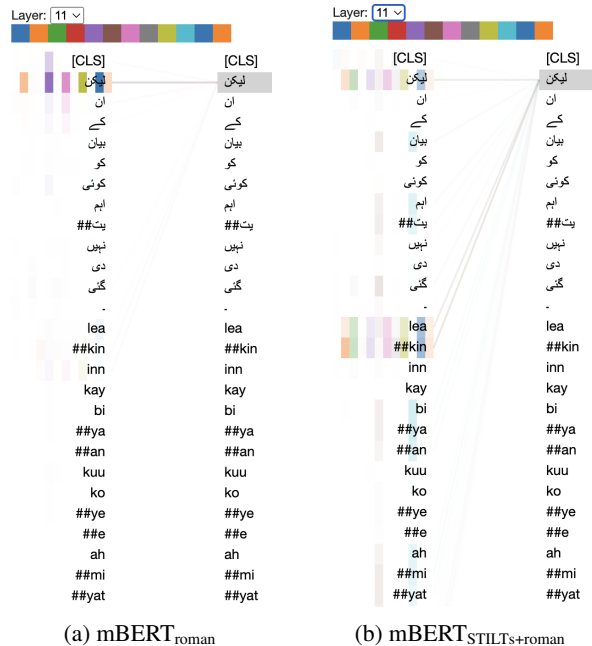 Layer: 11
[CLS]
لیکن
ان
کے
بیان
کو
کوئی
اہم
##یت
نہیں
دی
گئی
-
lea
##kin
inn
kay
bi
##ya
##an
kuu
ko
##ye
##e
ah
##mi
##yat
[CLS]
لیکن
ان
کے
بیان
کو
کوئی
اہم
##یت
نہیں
دی
گئی
-
lea
##kin
inn
kay
bi
##ya
##an
kuu
ko
##ye
##e
ah
##mi
##yat
(a) mBERTroman
Layer: 11
[CLS]
لیکن
ان
کے
بیان
کو
کوئی
اہم
##یت
نہیں
دی
گئی
-
lea
##kin
inn
kay
bi
##ya
##an
kuu
ko
##ye
##e
ah
##mi
##yat
[CLS]
لیکن
ان
کے
بیان
کو
کوئی
اہم
##یت
نہیں
دی
گئی
-
lea
##kin
inn
kay
bi
##ya
##an
kuu
ko
##ye
##e
ah
##mi
##yat
(b) mBERTSTILTs+roman